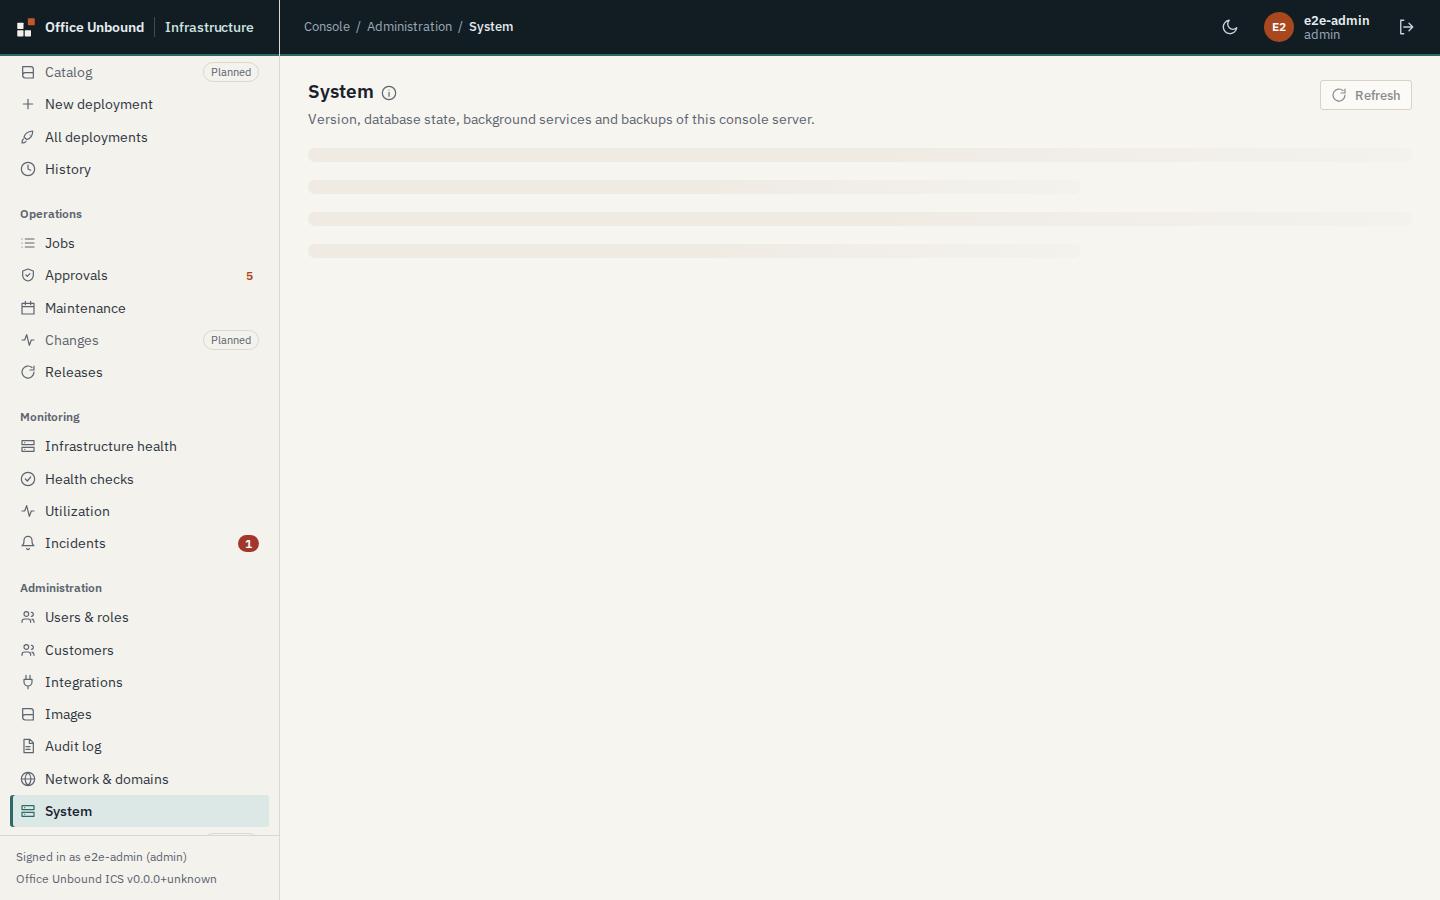 Office Unbound Infrastructure
Console / Administration / System
E2
e2e-admin
admin
Catalog Planned
New deployment
All deployments
History
Operations
Jobs
Approvals 5
Maintenance
Changes Planned
Releases
Monitoring
Infrastructure health
Health checks
Utilization
Incidents 1
Administration
Users & roles
Customers
Integrations
Images
Audit log
Network & domains
System
Signed in as e2e-admin (admin)
Office Unbound ICS v0.0.0+unknown
System
Refresh
Version, database state, background services and backups of this console server.